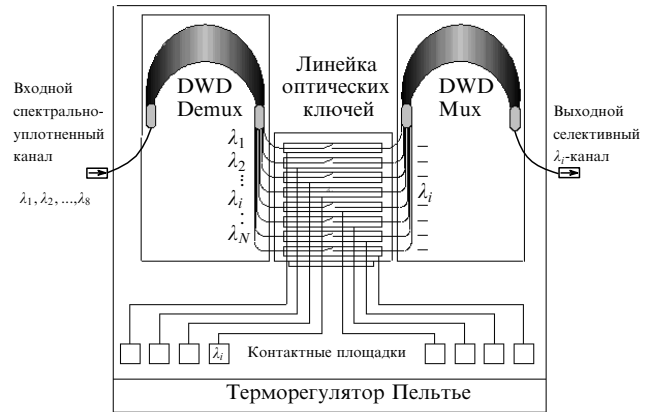 Входной
спектрально-
уплотненный
канал
λ1, λ2, ...,λ8
DWD
Demux
Линейка
оптических
ключей
DWD
Mux
Выходной
селективный
λi-канал
λ1
λ2
...
λi
λi
:
λN
λi
Контактные площадки
Терморегулятор Пельтье